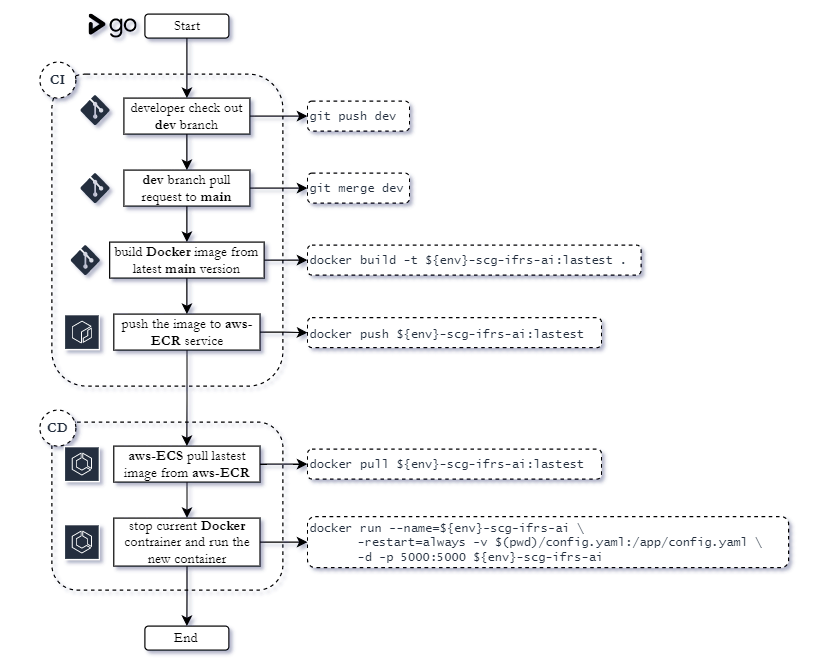 go
Start
CI
developer check out
dev branch
git push dev
dev branch pull
request to main
git merge dev
build Docker image from
latest main version
docker build -t ${env}-scg-ifrs-ai:lastest .
push the image to aws-
ECR service
docker push ${env}-scg-ifrs-ai:lastest
CD
aws-ECS pull lastest
image from aws-ECR
docker pull ${env}-scg-ifrs-ai:lastest
stop current Docker
contrainer and run the
new container
docker run --name=${env}-scg-ifrs-ai \
-restart=always -v $(pwd)/config.yaml:/app/config.yaml \
-d -p 5000:5000 ${env}-scg-ifrs-ai
End